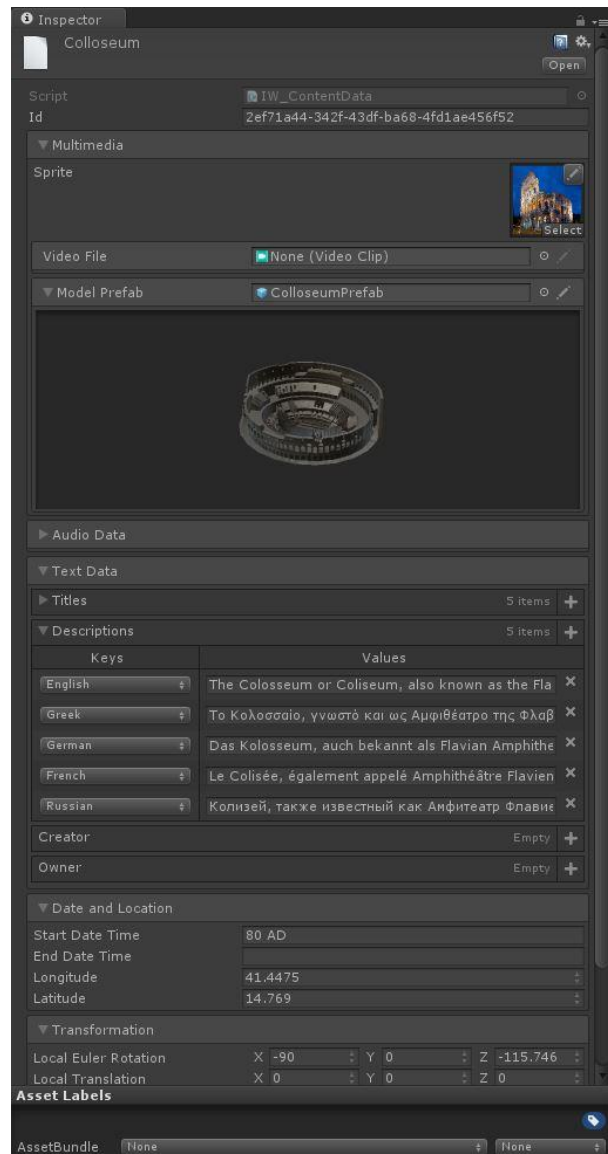 Inspector
Colloseum
Open
Script IW_ContentData
Id 2ef71a44-342f-43df-ba68-4fd1ae456f52
Multimedia
Sprite
Select
Video File None (Video Clip)
Model Prefab ColloseumPrefab
Audio Data
Text Data
Titles 5 items
Descriptions 5 items
Keys Values
English The Colosseum or Coliseum, also known as the Fla
Greek Το Κολοσσαίο, γνωστό και ως Αμφιθέατρο της Φλαβ
German Das Kolosseum, auch bekannt als Flavian Amphithe
French Le Colisée, également appelé Amphithéâtre Flavien
Russian Колизей, также известный как Амфитеатр Флавие
Creator Empty
Owner Empty
Date and Location
Start Date Time 80 AD
End Date Time
Longitude 41.4475
Latitude 14.769
Transformation
Local Euler Rotation X -90 Y 0 Z -115.746
Local Translation X 0 Y 0 Z 0
Asset Labels
AssetBundle None None